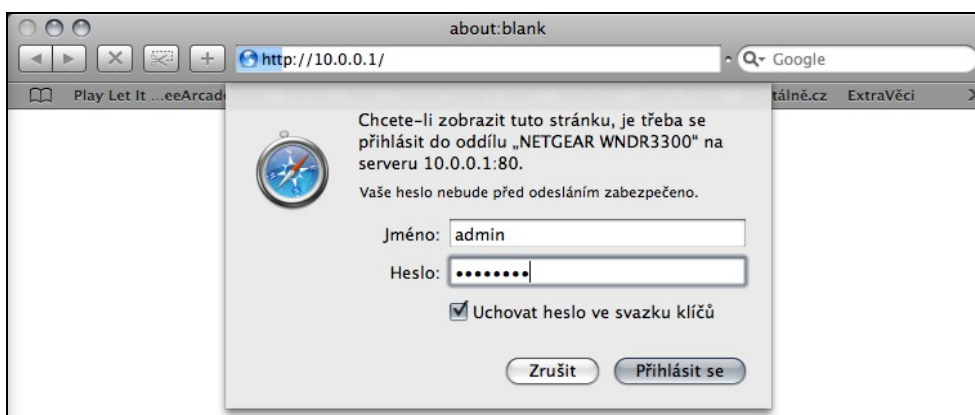 about:blank
http://10.0.0.1/
Google
Play Let It ...eeArcad
tálně.cz ExtraVěci
Chcete-li zobrazit tuto stránku, je třeba se
přihlásit do oddílu „NETGEAR WNDR3300" na
serveru 10.0.0.1:80.
Vaše heslo nebude před odesláním zabezpečeno.
Jméno: admin
Heslo: ••••••••
Uchovat heslo ve svazku klíčů
Zrušit Přihlásit se